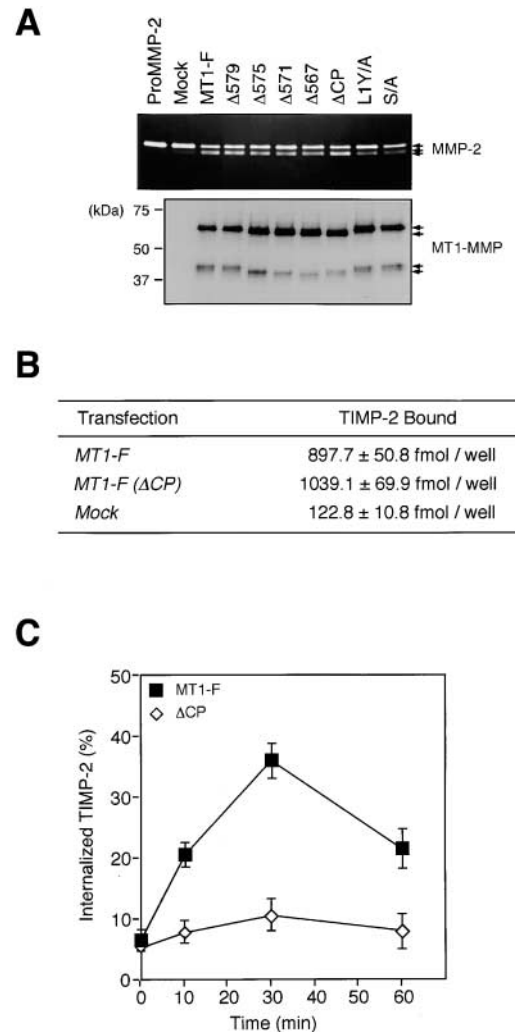 A
ProMMP-2
Mock
MT1-F
Δ579
Δ575
Δ571
Δ567
ΔCP
L1Y/A
S/A
MMP-2
(kDa)
75
50
37
MT1-MMP
B
Transfection TIMP-2 Bound
MT1-F 897.7 ± 50.8 fmol / well
MT1-F (ΔCP) 1039.1 ± 69.9 fmol / well
Mock 122.8 ± 10.8 fmol / well
C
MT1-F
ΔCP
Internalized TIMP-2 (%)
50
40
30
20
10
0
0 10 20 30 40 50 60
Time (min)